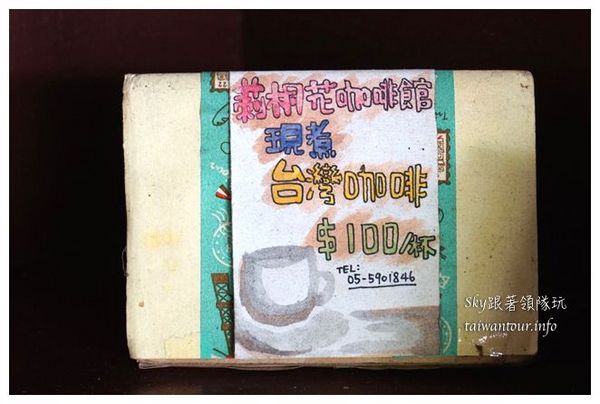 莿桐花咖啡館
現煮
台灣咖啡
$100/杯
TEL:
05-5901846
Sky跟著領隊玩
taiwantour.info